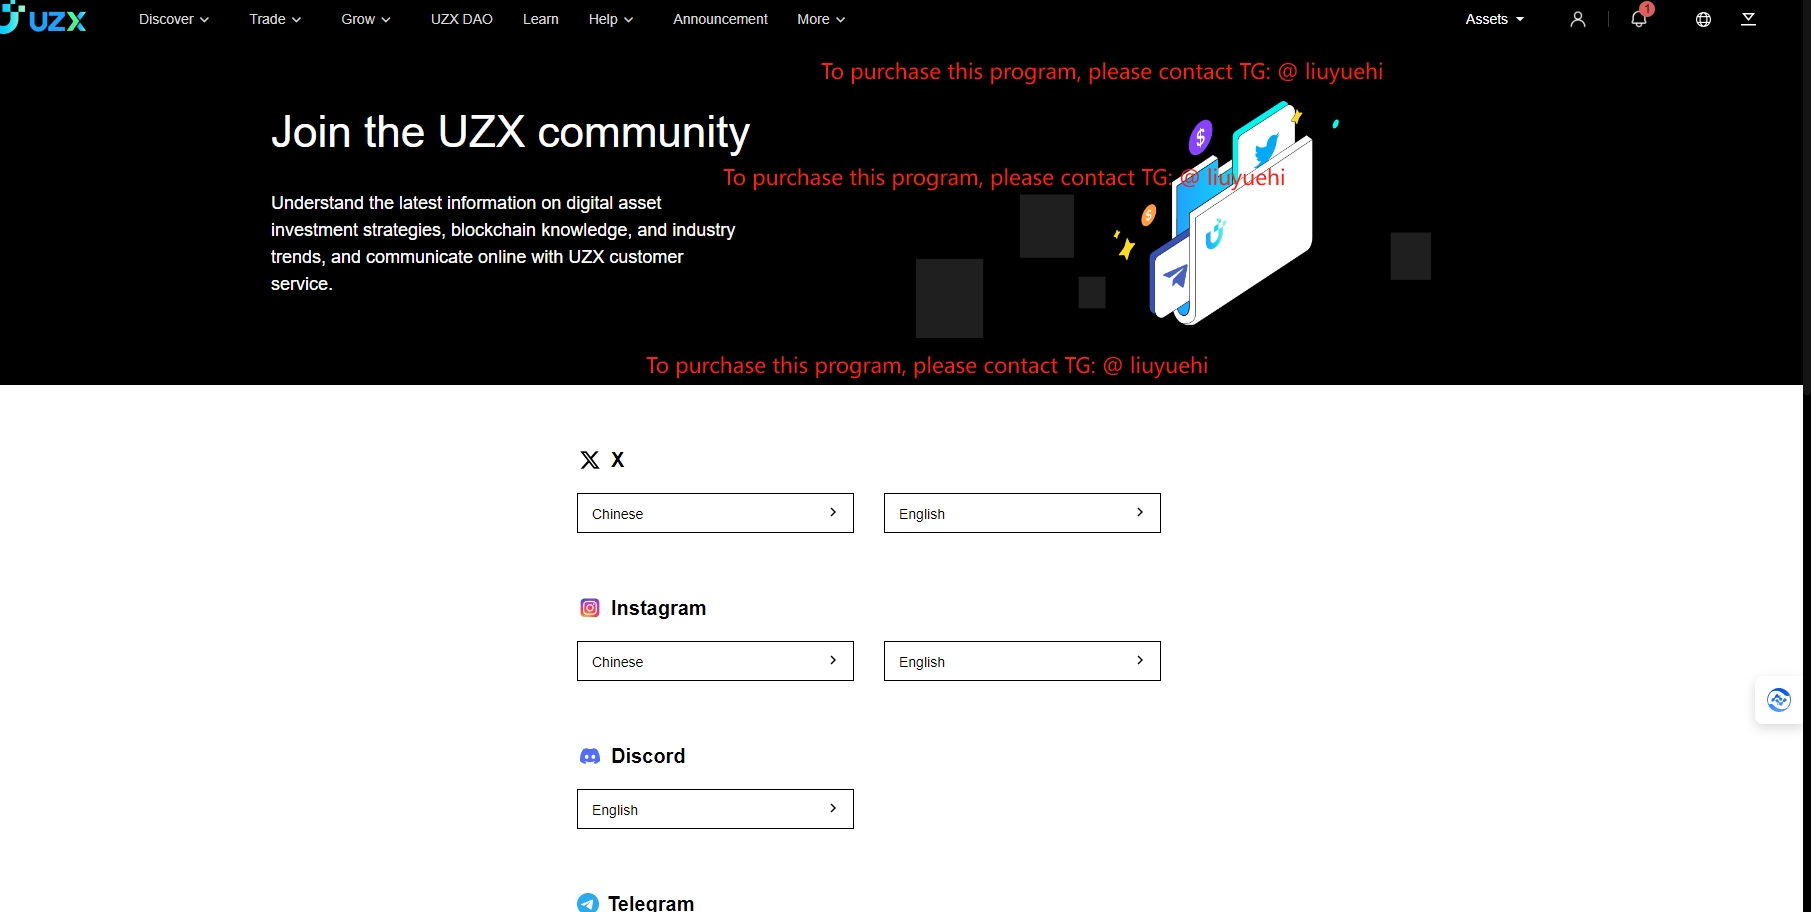 UZX
Discover Trade Grow UZX DAO Learn Help Announcement More Assets 1
To purchase this program, please contact TG: @ liuyuehi
Join the UZX community
To purchase this program, please contact TG: @ liuyuehi
Understand the latest information on digital asset
investment strategies, blockchain knowledge, and industry
trends, and communicate online with UZX customer
service.
To purchase this program, please contact TG: @ liuyuehi
X
Chinese English
Instagram
Chinese English
Discord
English
Telegram